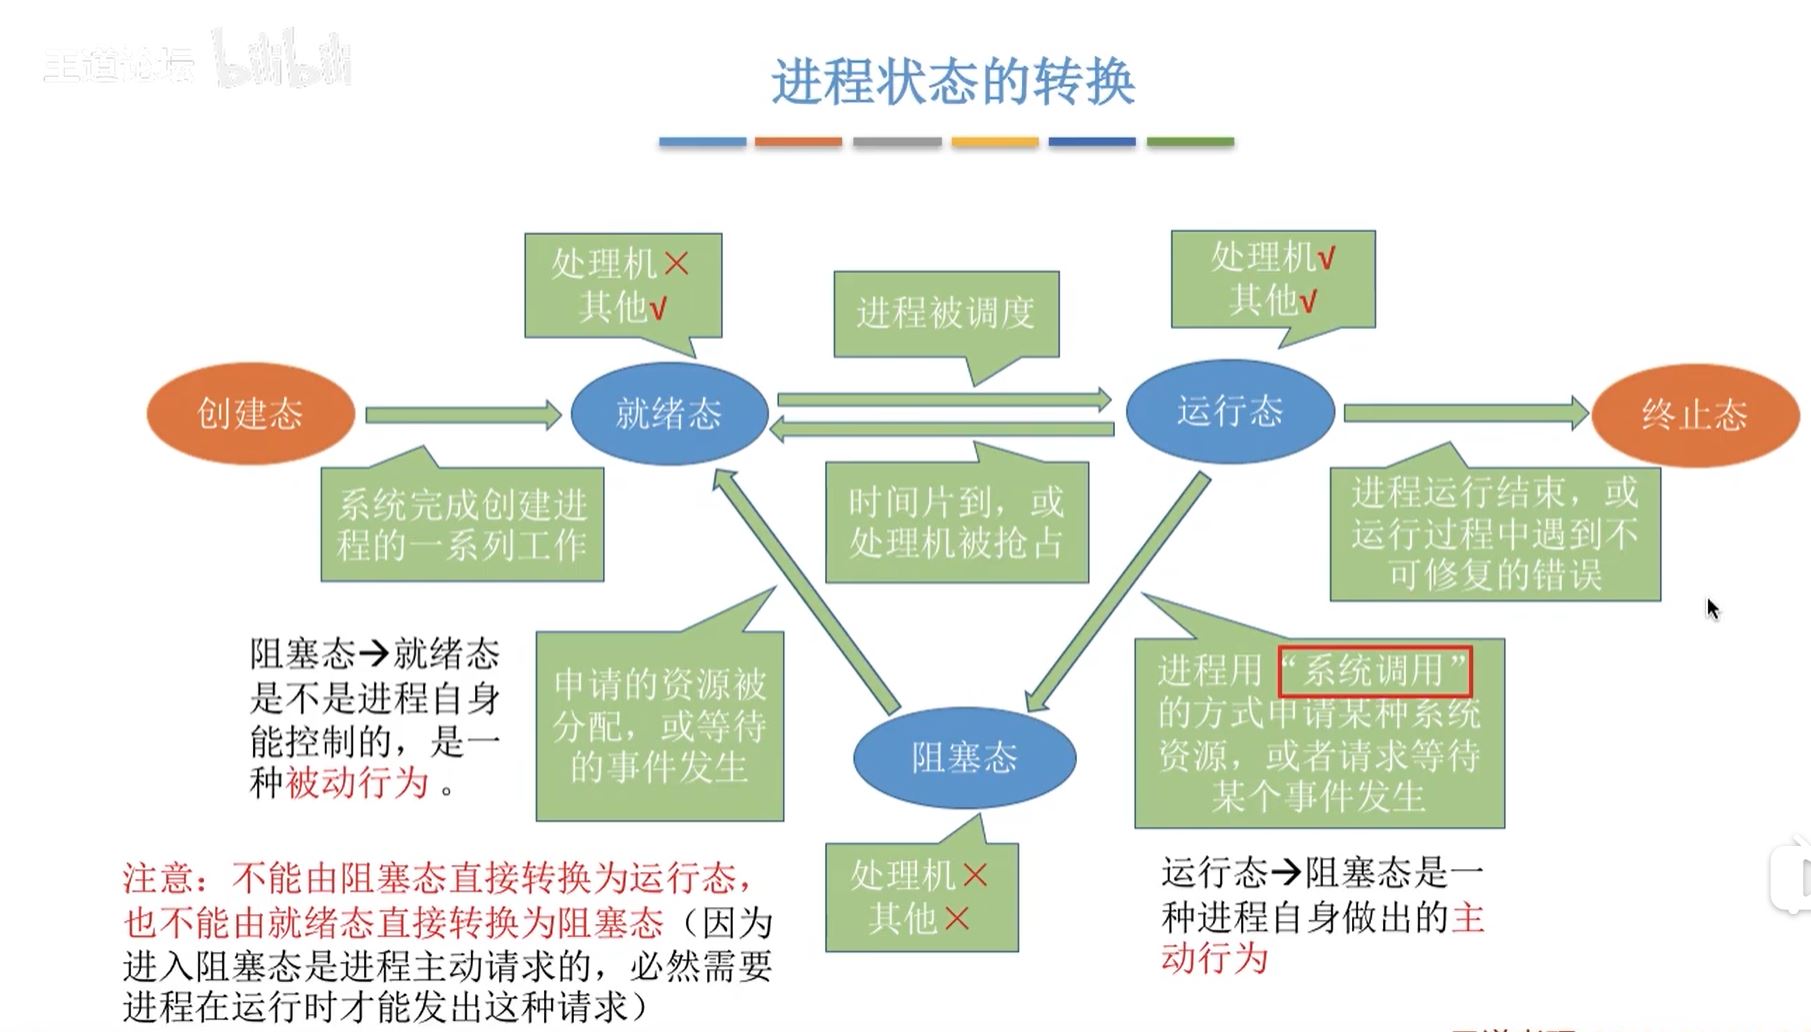 王道论坛 bilibili
进程状态的转换
处理机×
其他√
进程被调度
处理机√
其他√
创建态
就绪态
运行态
终止态
系统完成创建进
程的一系列工作
时间片到，或
处理机被抢占
进程运行结束，或
运行过程中遇到不
可修复的错误
阻塞态→就绪态
是不是进程自身
能控制的，是一
种被动行为 。
申请的资源被
分配，或等待
的事件发生
进程用“系统调用”
的方式申请某种系统
资源，或者请求等待
某个事件发生
阻塞态
处理机×
其他×
运行态→阻塞态是一
种进程自身做出的主
动行为
注意：不能由阻塞态直接转换为运行态，
也不能由就绪态直接转换为阻塞态（因为
进入阻塞态是进程主动请求的，必然需要
进程在运行时才能发出这种请求）